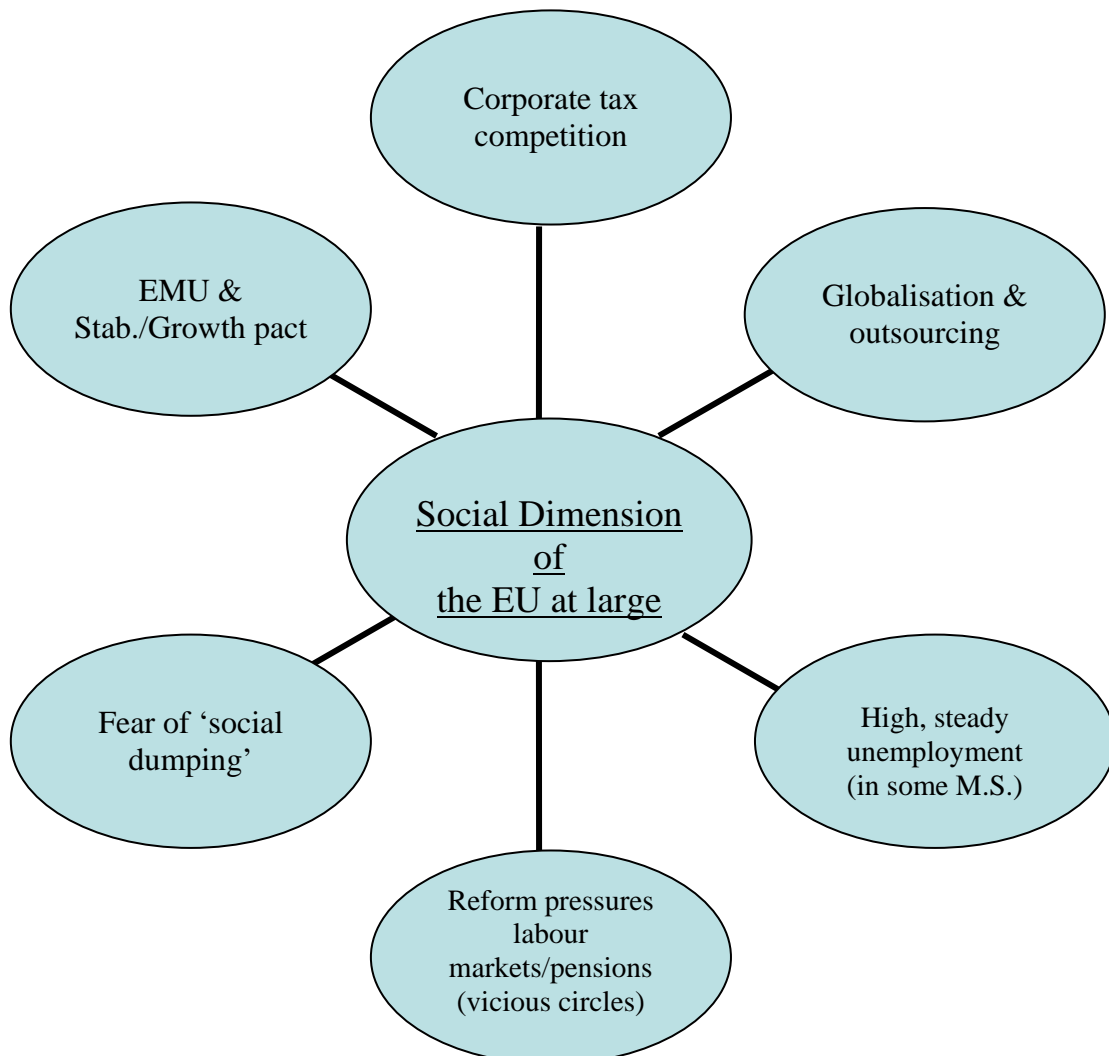 Corporate tax
competition
EMU &
Stab./Growth pact
Globalisation &
outsourcing
Social Dimension
of
the EU at large
Fear of ‘social
dumping’
High, steady
unemployment
(in some M.S.)
Reform pressures
labour
markets/pensions
(vicious circles)